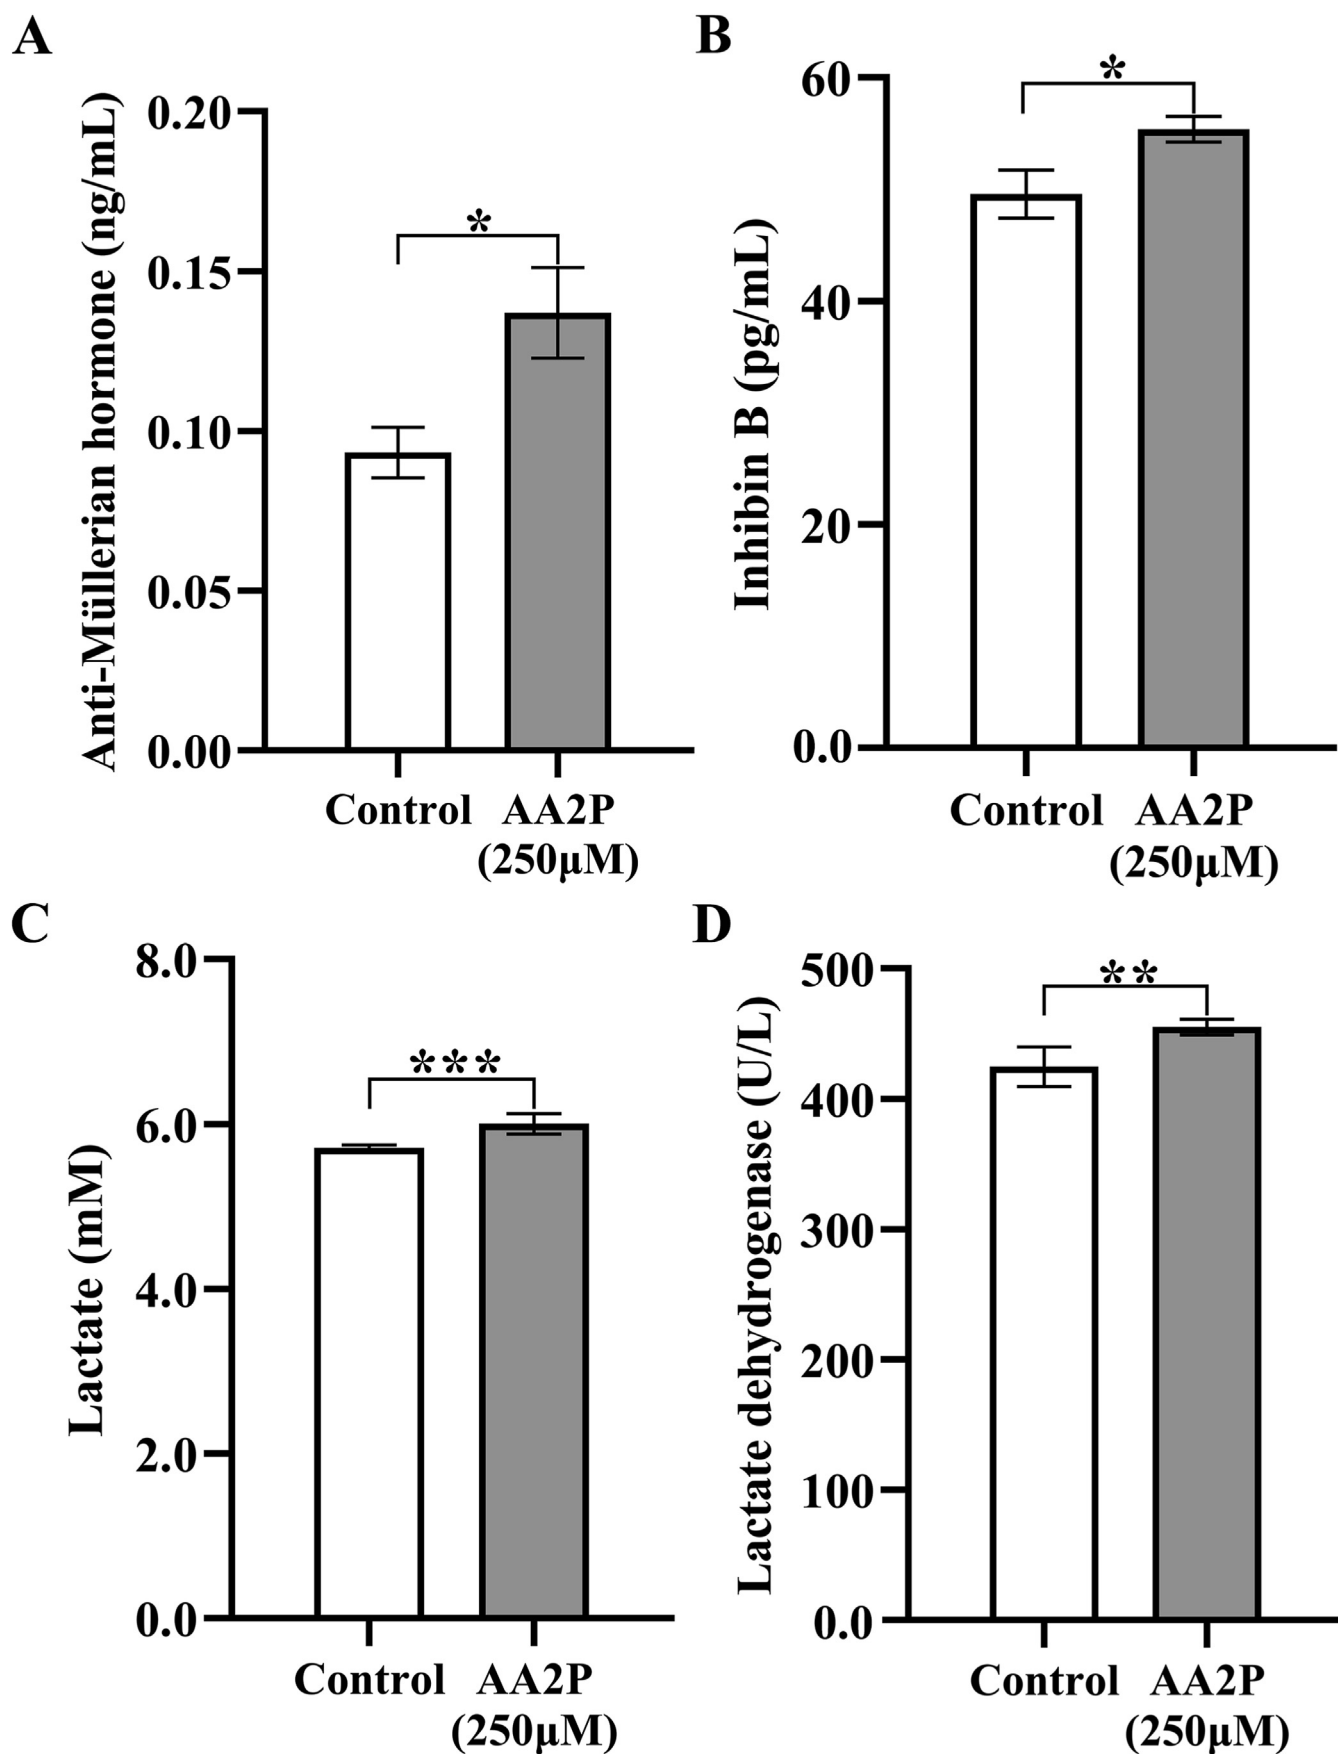 A
Anti-Müllerian hormone (ng/mL)
0.20
0.15
0.10
0.05
0.00
*
Control
AA2P
(250μM)
B
Inhibin B (pg/mL)
60
40
20
0.0
*
Control
AA2P
(250μM)
C
Lactate (mM)
8.0
6.0
4.0
2.0
0.0
***
Control
AA2P
(250μM)
D
Lactate dehydrogenase (U/L)
500
400
300
200
100
0.0
**
Control
AA2P
(250μM)